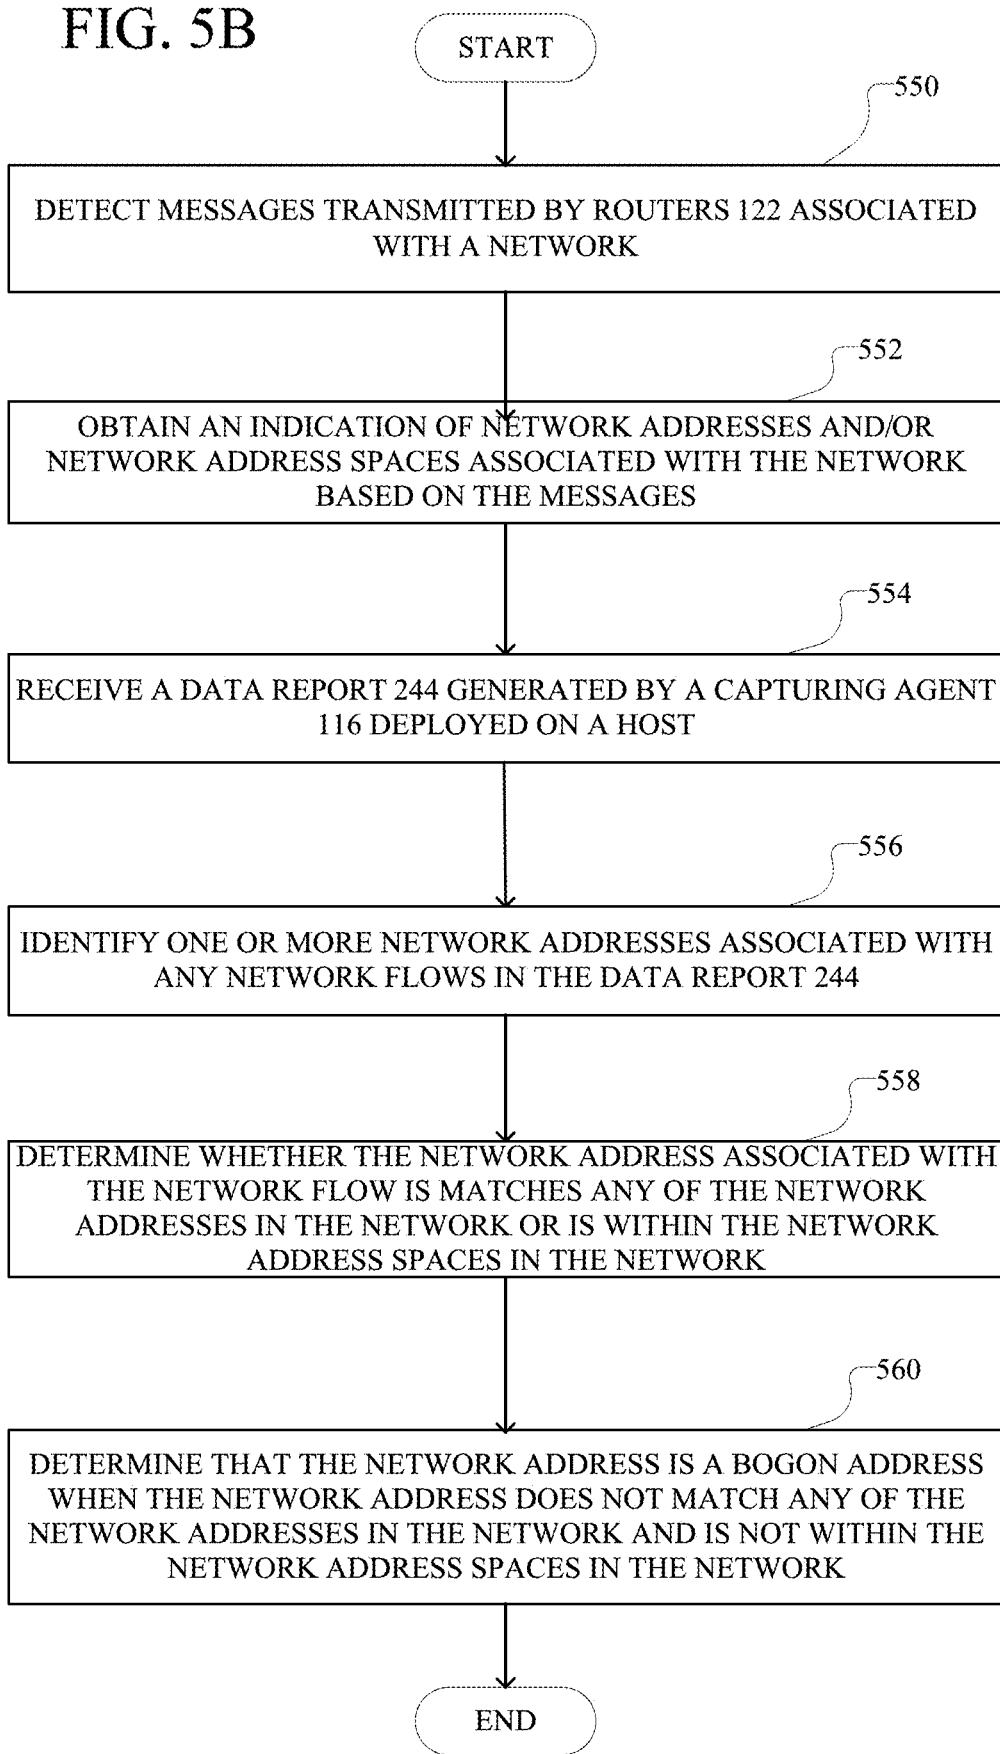 FIG. 5B
START
550
DETECT MESSAGES TRANSMITTED BY ROUTERS 122 ASSOCIATED
WITH A NETWORK
552
OBTAIN AN INDICATION OF NETWORK ADDRESSES AND/OR
NETWORK ADDRESS SPACES ASSOCIATED WITH THE NETWORK
BASED ON THE MESSAGES
554
RECEIVE A DATA REPORT 244 GENERATED BY A CAPTURING AGENT
116 DEPLOYED ON A HOST
556
IDENTIFY ONE OR MORE NETWORK ADDRESSES ASSOCIATED WITH
ANY NETWORK FLOWS IN THE DATA REPORT 244
558
DETERMINE WHETHER THE NETWORK ADDRESS ASSOCIATED WITH
THE NETWORK FLOW IS MATCHES ANY OF THE NETWORK
ADDRESSES IN THE NETWORK OR IS WITHIN THE NETWORK
ADDRESS SPACES IN THE NETWORK
560
DETERMINE THAT THE NETWORK ADDRESS IS A BOGON ADDRESS
WHEN THE NETWORK ADDRESS DOES NOT MATCH ANY OF THE
NETWORK ADDRESSES IN THE NETWORK AND IS NOT WITHIN THE
NETWORK ADDRESS SPACES IN THE NETWORK
END